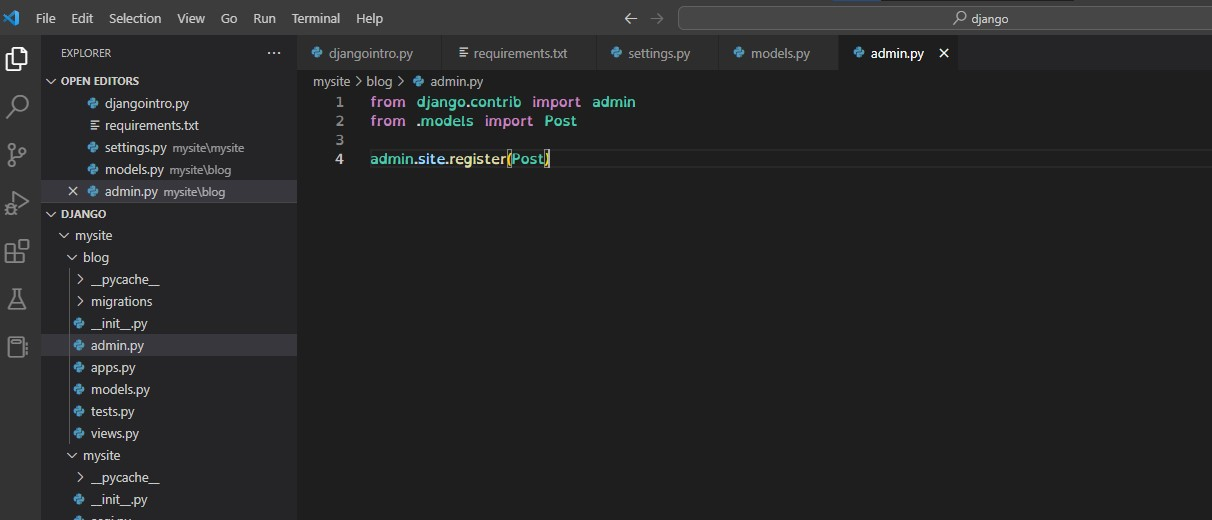 File Edit Selection View Go Run Terminal Help
django
EXPLORER
OPEN EDITORS
djangointro.py
requirements.txt
settings.py mysite\mysite
models.py mysite\blog
admin.py mysite\blog
DJANGO
mysite
blog
__pycache__
migrations
__init__.py
admin.py
apps.py
models.py
tests.py
views.py
mysite
__pycache__
__init__.py
djangointro.py requirements.txt settings.py models.py admin.py
mysite > blog > admin.py
1 from django.contrib import admin
2 from .models import Post
3
4 admin.site.register(Post)